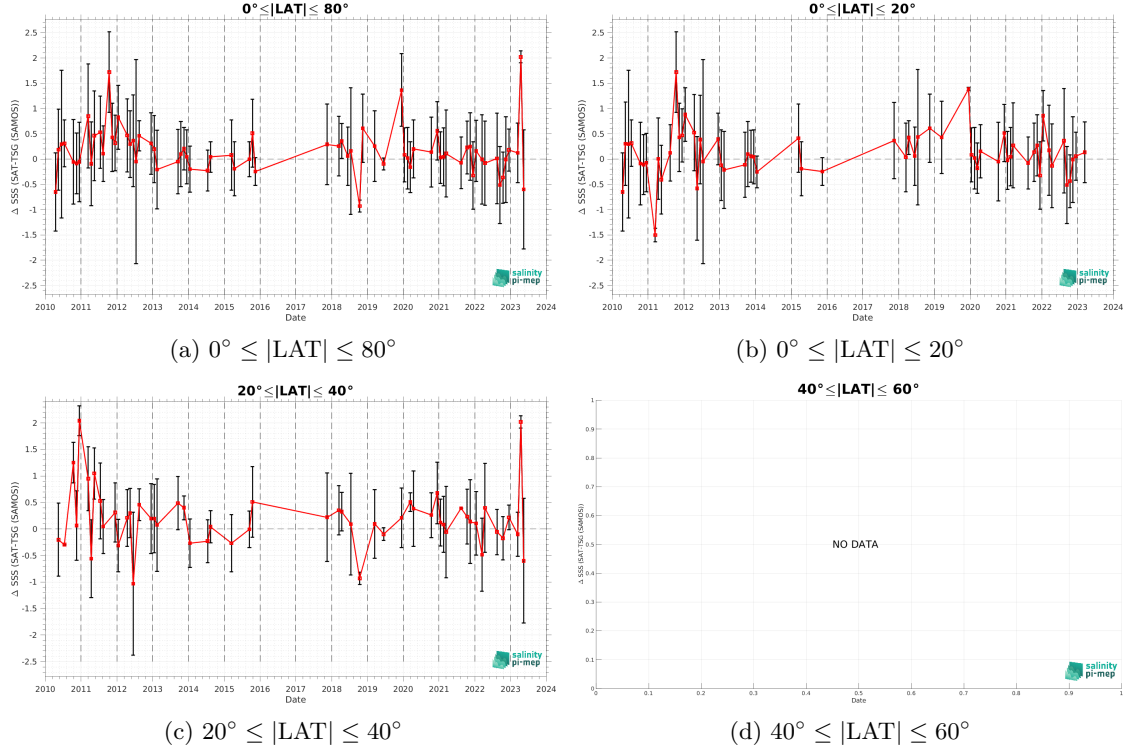 0°≤|LAT|≤ 80°
Δ SSS (SAT-TSG (SAMOS))
2.5
2
1.5
1
0.5
0
-0.5
-1
-1.5
-2
-2.5
2010 2011 2012 2013 2014 2015 2016 2017 2018 2019 2020 2021 2022 2023 2024
Date
salinity
pi-mep
(a) 0° ≤ |LAT| ≤ 80°
0°≤|LAT|≤ 20°
Δ SSS (SAT-TSG (SAMOS))
2.5
2
1.5
1
0.5
0
-0.5
-1
-1.5
-2
-2.5
2010 2011 2012 2013 2014 2015 2016 2017 2018 2019 2020 2021 2022 2023 2024
Date
salinity
pi-mep
(b) 0° ≤ |LAT| ≤ 20°
20°≤|LAT|≤ 40°
Δ SSS (SAT-TSG (SAMOS))
2
1.5
1
0.5
0
-0.5
-1
-1.5
-2
-2.5
2010 2011 2012 2013 2014 2015 2016 2017 2018 2019 2020 2021 2022 2023 2024
Date
salinity
pi-mep
(c) 20° ≤ |LAT| ≤ 40°
40°≤|LAT|≤ 60°
Δ SSS (SAT-TSG (SAMOS))
1
0.9
0.8
0.7
0.6
0.5
0.4
0.3
0.2
0.1
0
NO DATA
0 0.1 0.2 0.3 0.4 0.5 0.6 0.7 0.8 0.9 1
Date
salinity
pi-mep
(d) 40° ≤ |LAT| ≤ 60°